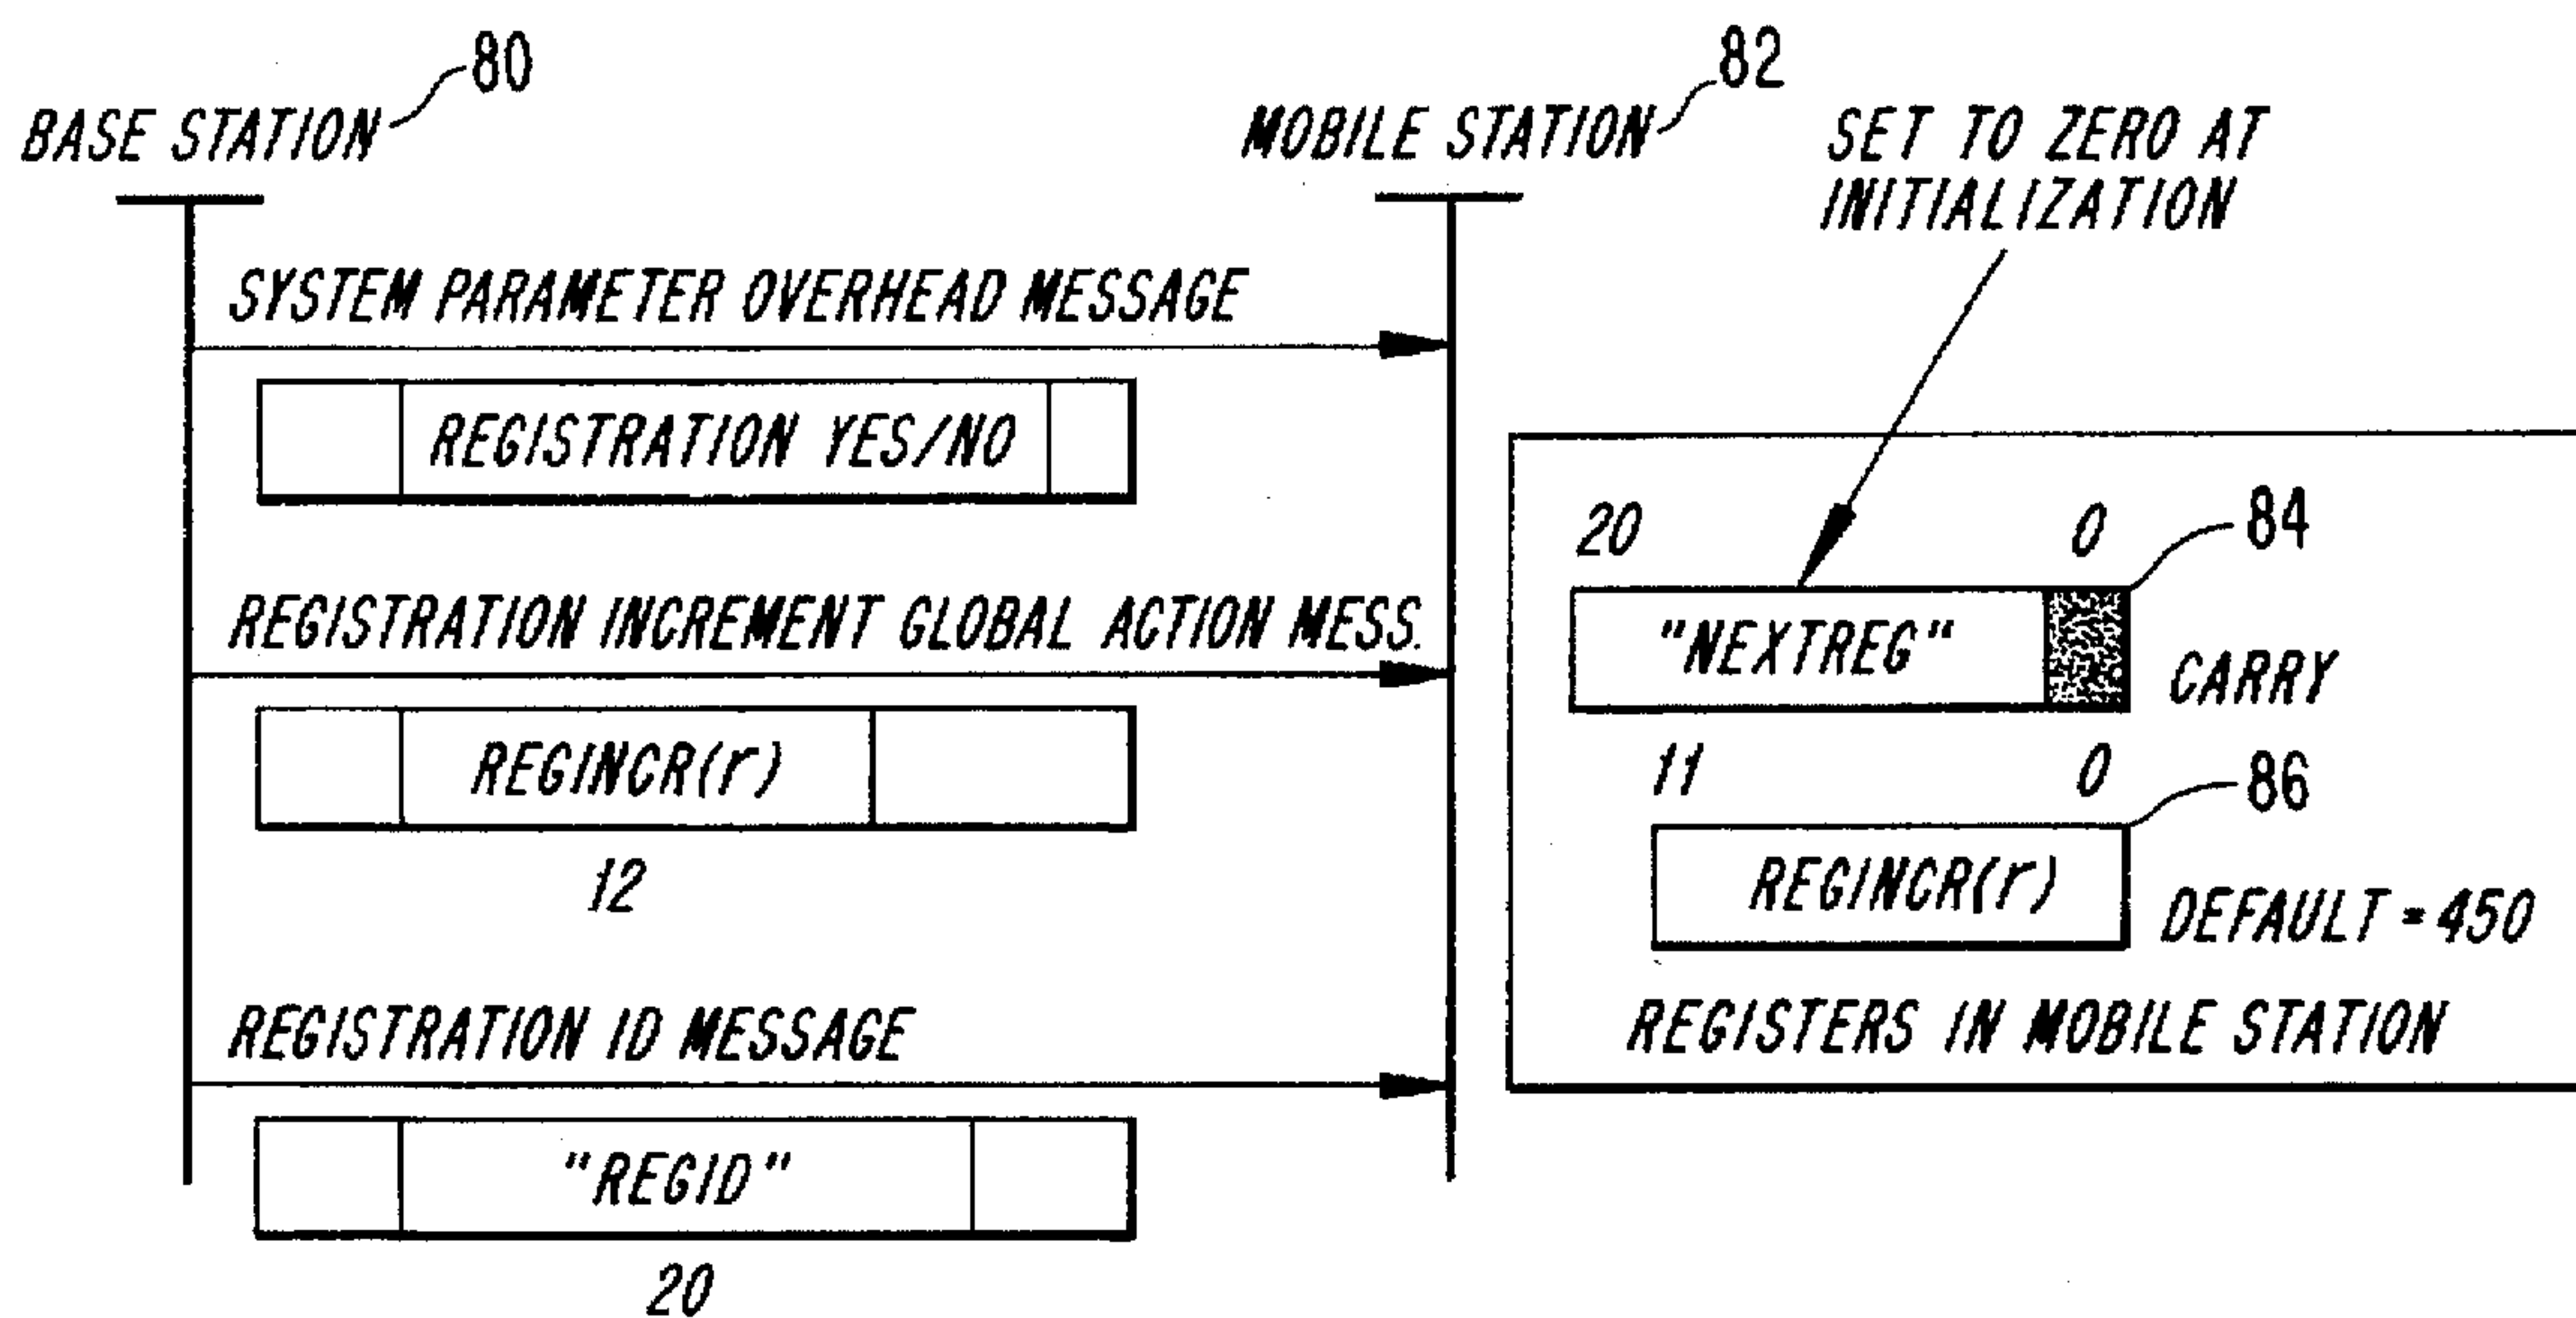 80
BASE STATION
82
MOBILE STATION
SET TO ZERO AT
INITIALIZATION
SYSTEM PARAMETER OVERHEAD MESSAGE
REGISTRATION YES/NO
REGISTRATION INCREMENT GLOBAL ACTION MESS.
REGINCR(r)
12
REGISTRATION ID MESSAGE
"REGID"
20
20 0
84
"NEXTREG"
CARRY
11 0
86
REGINCR(r)
DEFAULT = 450
REGISTERS IN MOBILE STATION